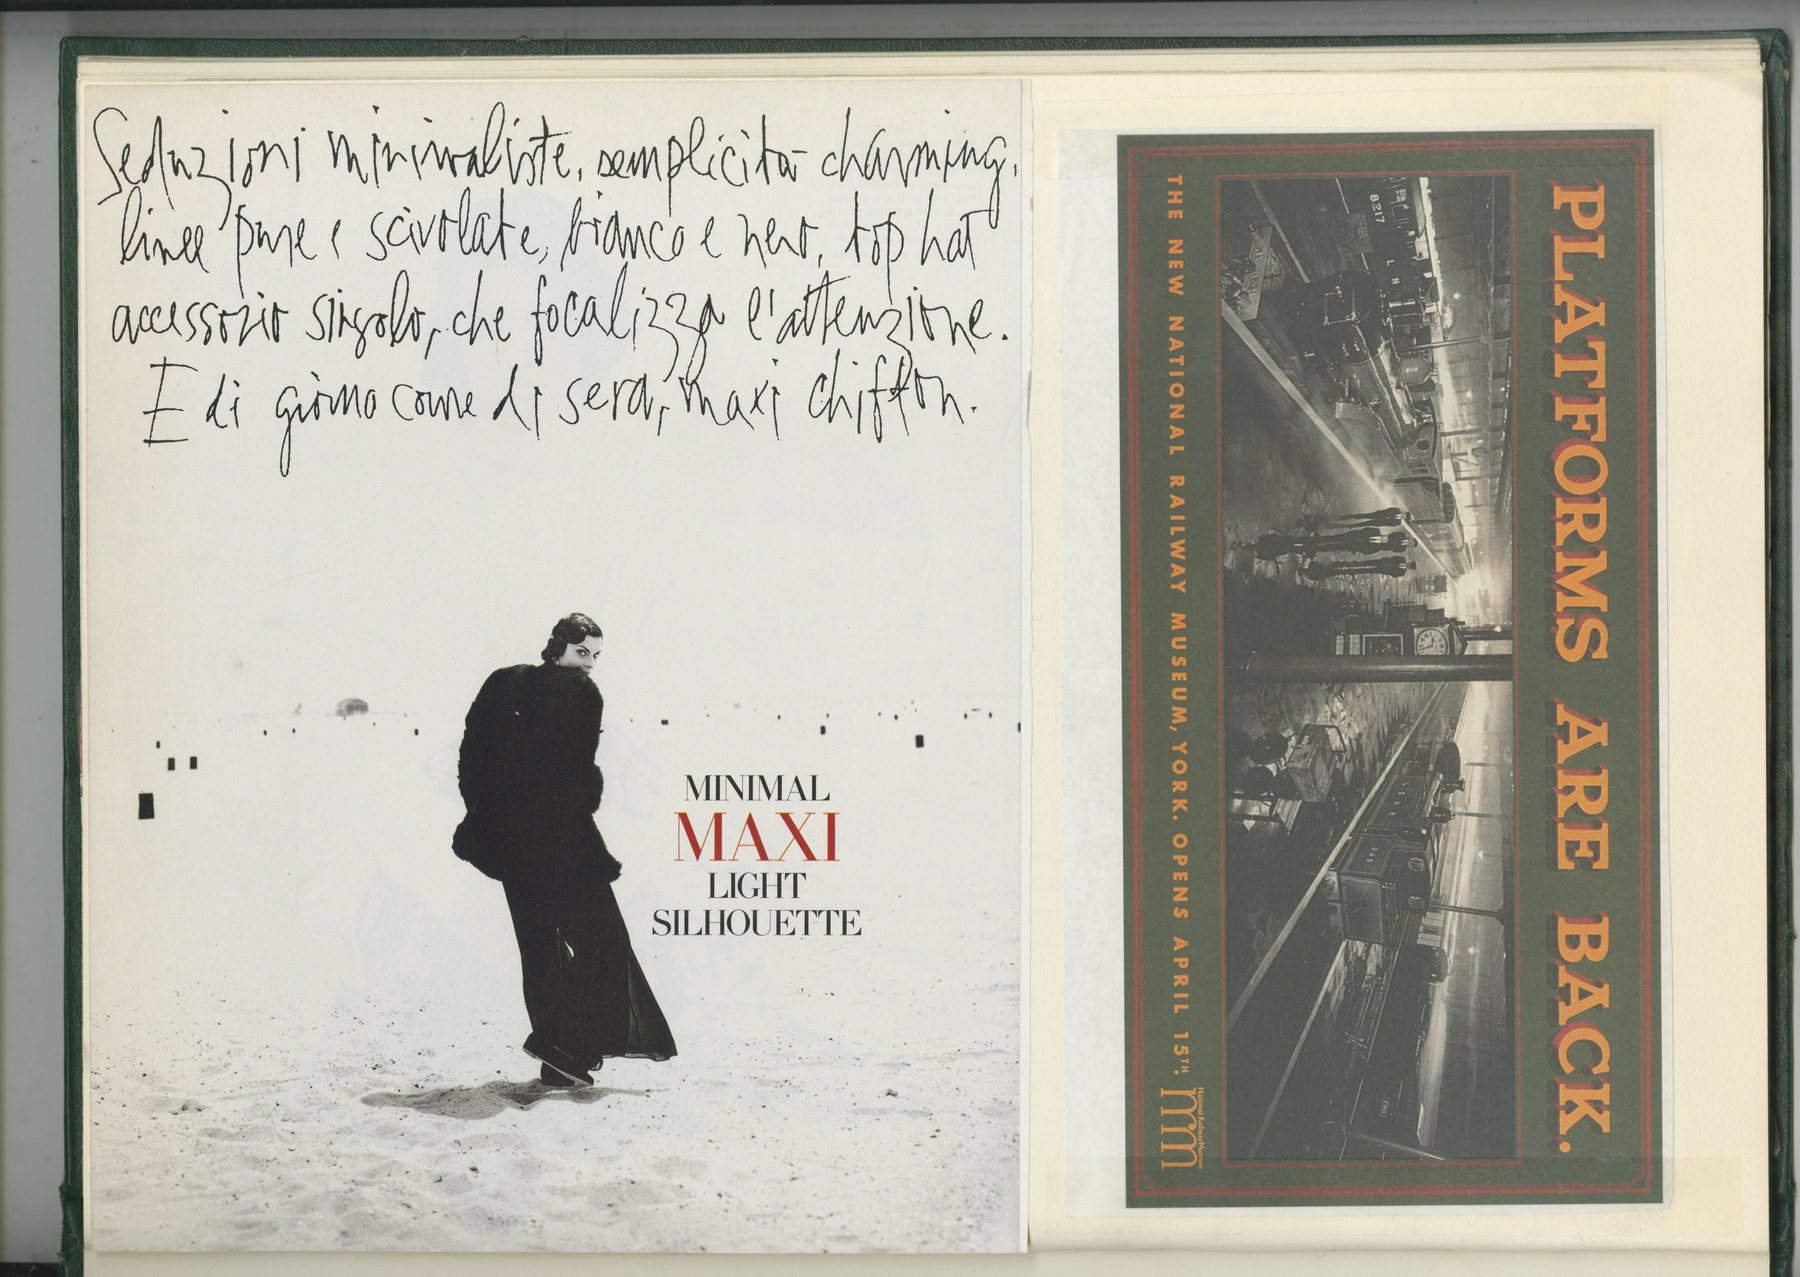 Seduzioni minimaliste, semplicità charming,
linee pure e scivolate, bianco e nero, top hat
accessorio singolo, che focalizza l'attenzione.
E di giorno come di sera, maxi chiffon.
MINIMAL
MAXI
LIGHT
SILHOUETTE
PLATFORMS ARE BACK.
8217
246
THE NEW NATIONAL RAILWAY MUSEUM, YORK. OPENS APRIL 15TH.
National Railway Museum
nrm